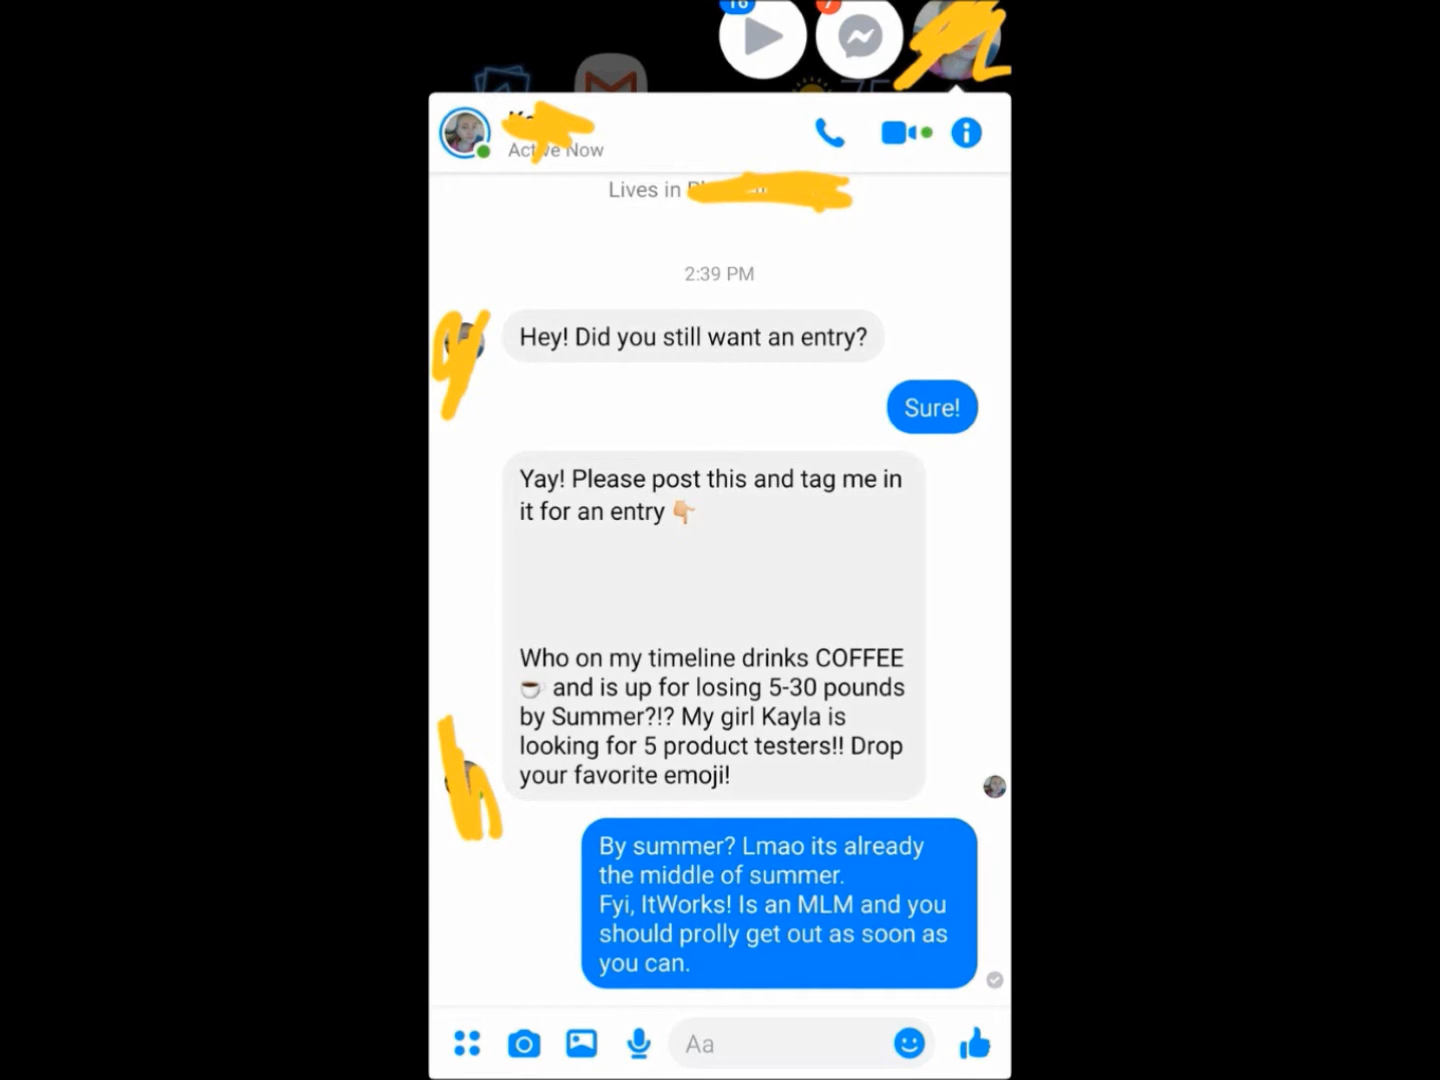 16
7
75
Active Now
Lives in
2:39 PM
Hey! Did you still want an entry?
Sure!
Yay! Please post this and tag me in
it for an entry 👇🏼
Who on my timeline drinks COFFEE
☕ and is up for losing 5-30 pounds
by Summer?!? My girl Kayla is
looking for 5 product testers!! Drop
your favorite emoji!
By summer? Lmao its already
the middle of summer.
Fyi, ItWorks! Is an MLM and you
should prolly get out as soon as
you can.
Aa